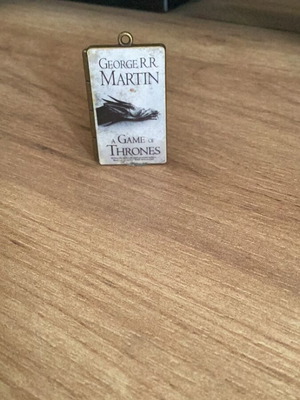 GEORGE R.R.
MARTIN
A GAME OF
THRONES